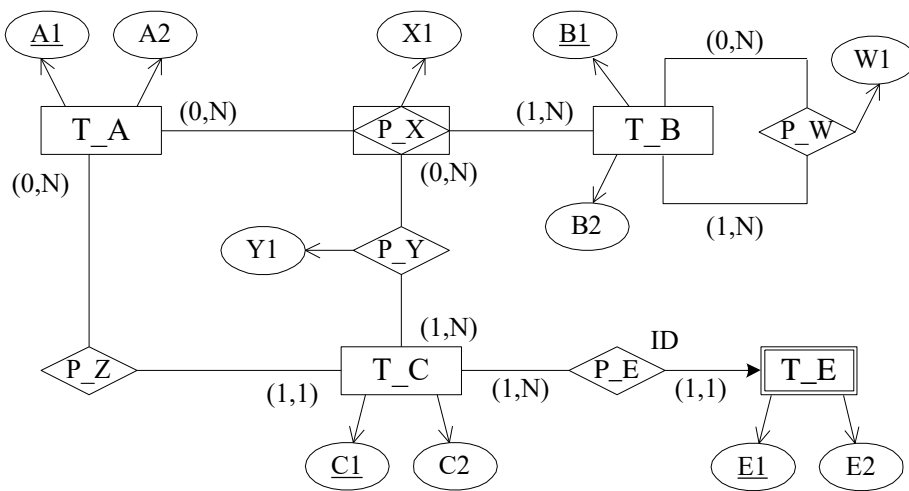 A1
A2
X1
B1
(0,N)
W1
T_A
(0,N)
P_X
(1,N)
T_B
P_W
(0,N)
(0,N)
Y1
P_Y
B2
(1,N)
(1,N)
ID
P_Z
(1,1)
T_C
(1,N)
P_E
(1,1)
T_E
C1
C2
E1
E2